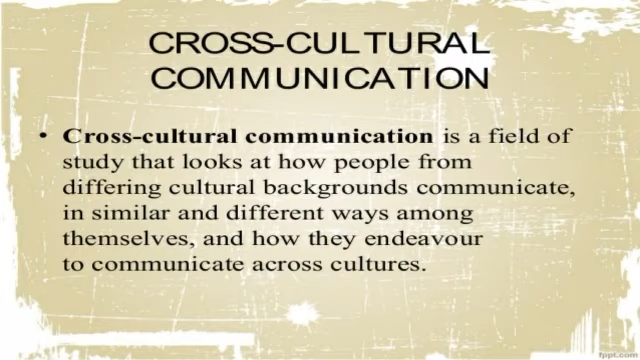 CROSS-CULTURAL
COMMUNICATION
• Cross-cultural communication is a field of
study that looks at how people from
differing cultural backgrounds communicate,
in similar and different ways among
themselves, and how they endeavour
to communicate across cultures.
fppt.com